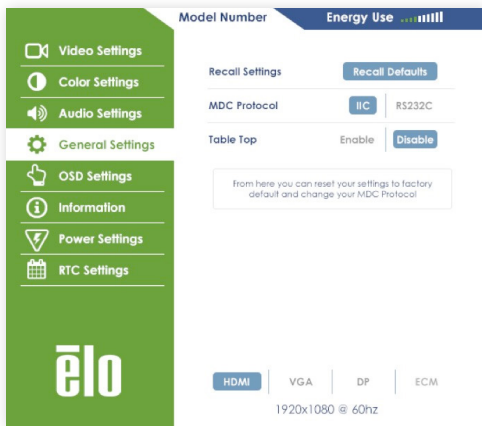 Model Number
Energy Use
Video Settings
Color Settings
Audio Settings
General Settings
OSD Settings
Information
Power Settings
RTC Settings
ēlo
Recall Settings Recall Defaults
MDC Protocol IIC RS232C
Table Top Enable Disable
From here you can reset your settings to factory
default and change your MDC Protocol
HDMI VGA DP ECM
1920x1080 @ 60hz